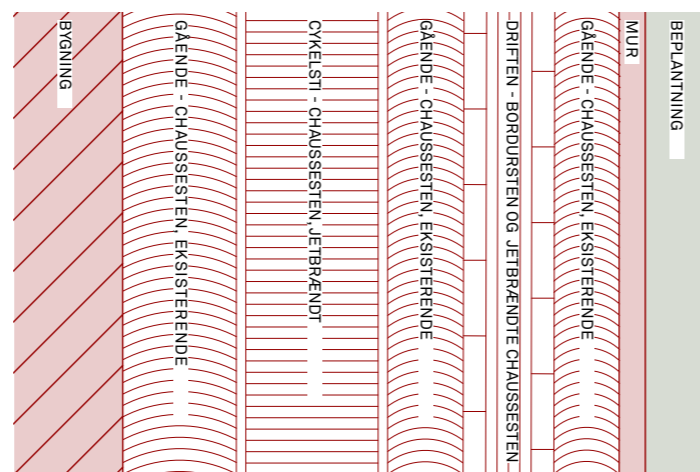 BYGNING
GÅENDE - CHAUSSESTEN, EKSISTERENDE
CYKELSTI - CHAUSSESTEN, JETBRÆNDT
GÅENDE - CHAUSSESTEN, EKSISTERENDE
DRIFTEN - BORDURSTEN OG JETBRÆNDTE CHAUSSESTEN
GÅENDE - CHAUSSESTEN, EKSISTERENDE
MUR
BEPLANTNING